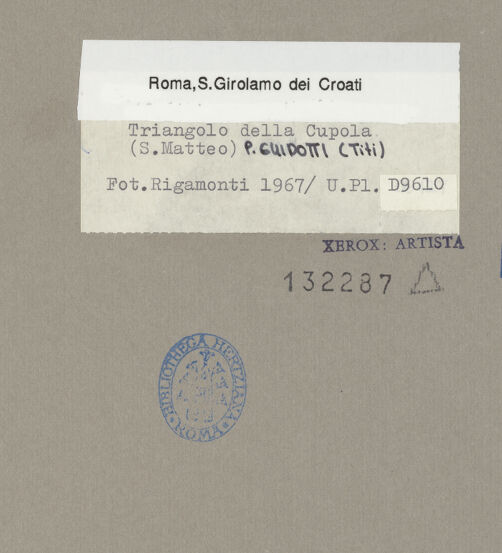 Roma,S.Girolamo dei Croati
Triangolo della Cupola
(S.Matteo) P. GUIDOTTI (Titi)
Fot.Rigamonti 1967/ U.Pl. D9610
XEROX: ARTISTA
132287
BIBLIOTHECA HERTZIANA
ROMA